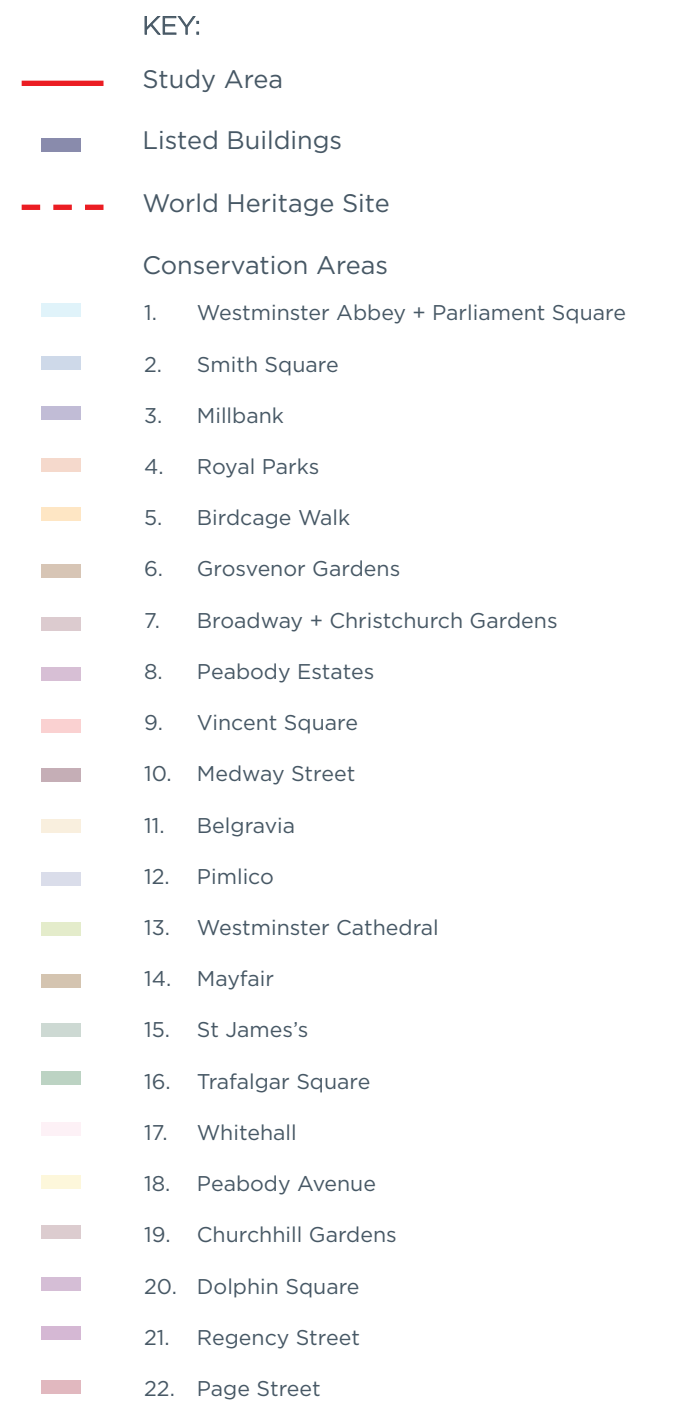 KEY:
Study Area
Listed Buildings
World Heritage Site
Conservation Areas
1. Westminster Abbey + Parliament Square
2. Smith Square
3. Millbank
4. Royal Parks
5. Birdcage Walk
6. Grosvenor Gardens
7. Broadway + Christchurch Gardens
8. Peabody Estates
9. Vincent Square
10. Medway Street
11. Belgravia
12. Pimlico
13. Westminster Cathedral
14. Mayfair
15. St James’s
16. Trafalgar Square
17. Whitehall
18. Peabody Avenue
19. Churchhill Gardens
20. Dolphin Square
21. Regency Street
22. Page Street